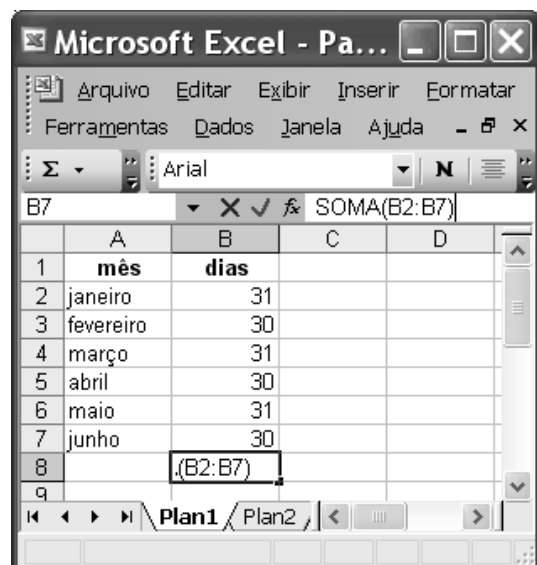 Microsoft Excel - Pa...
Arquivo Editar Exibir Inserir Formatar
Ferramentas Dados Janela Ajuda
Σ Arial N
B7 fx SOMA(B2:B7)
A B C D
1 mês dias
2 janeiro 31
3 fevereiro 30
4 março 31
5 abril 30
6 maio 31
7 junho 30
8 .(B2:B7)
9
Plan1 / Plan2 /